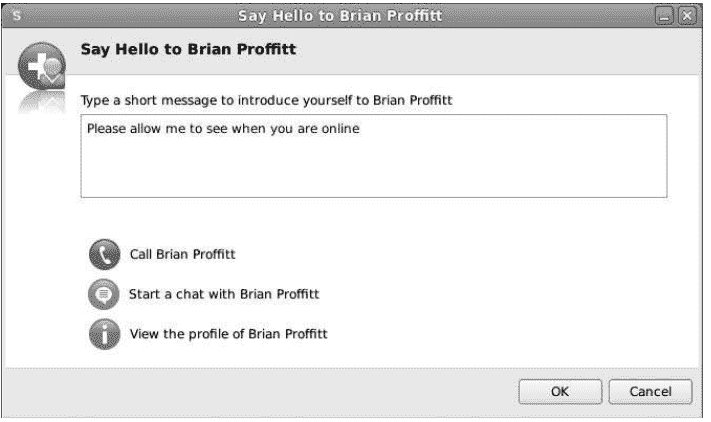 Say Hello to Brian Proffitt
Say Hello to Brian Proffitt
Type a short message to introduce yourself to Brian Proffitt
Please allow me to see when you are online
Call Brian Proffitt
Start a chat with Brian Proffitt
View the profile of Brian Proffitt
OK Cancel